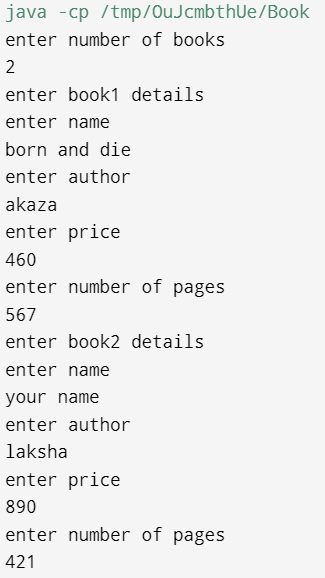 java -cp /tmp/OuJcmbthUe/Book
enter number of books
2
enter book1 details
enter name
born and die
enter author
akaza
enter price
460
enter number of pages
567
enter book2 details
enter name
your name
enter author
laksha
enter price
890
enter number of pages
421